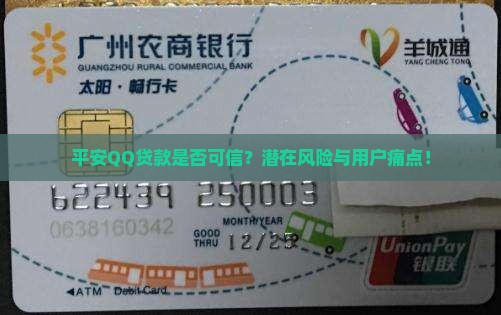 广州农商银行
GUANGZHOU RURAL COMMERCIAL BANK
太阳·畅行卡
羊城通
YANG CHENG TONG
平安QQ贷款是否可信？潜在风险与用户痛点！
622439 250003
0638160342
MONTH/YEAR
GOOD THRU 12/25
◄ATM Debit Card
UnionPay
银联